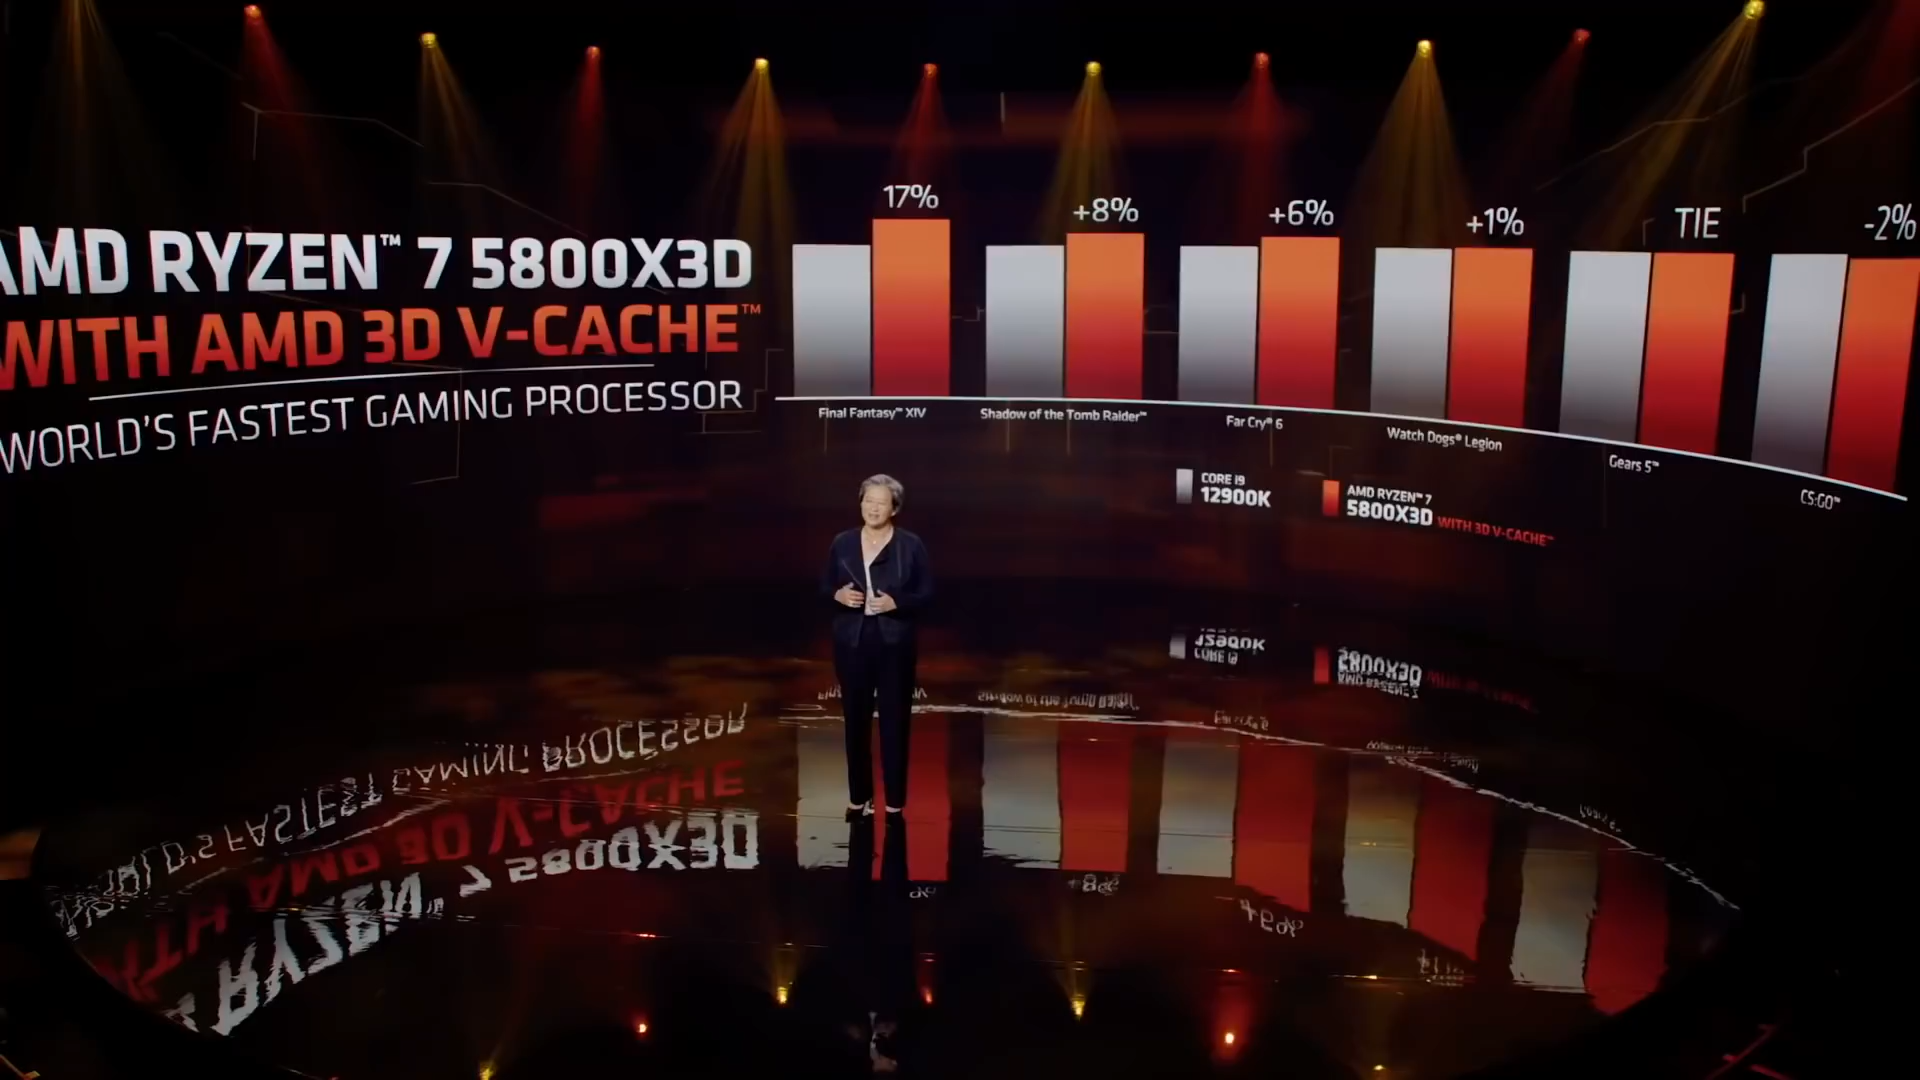 AMD RYZEN™ 7 5800X3D
WITH AMD 3D V-CACHE™
WORLD'S FASTEST GAMING PROCESSOR
17%
+8%
+6%
+1%
TIE
-2%
Final Fantasy™ XIV
Shadow of the Tomb Raider™
Far Cry® 6
Watch Dogs® Legion
Gears 5™
CS:GO™
CORE i9
12900K
AMD RYZEN™ 7
5800X3D WITH 3D V-CACHE™